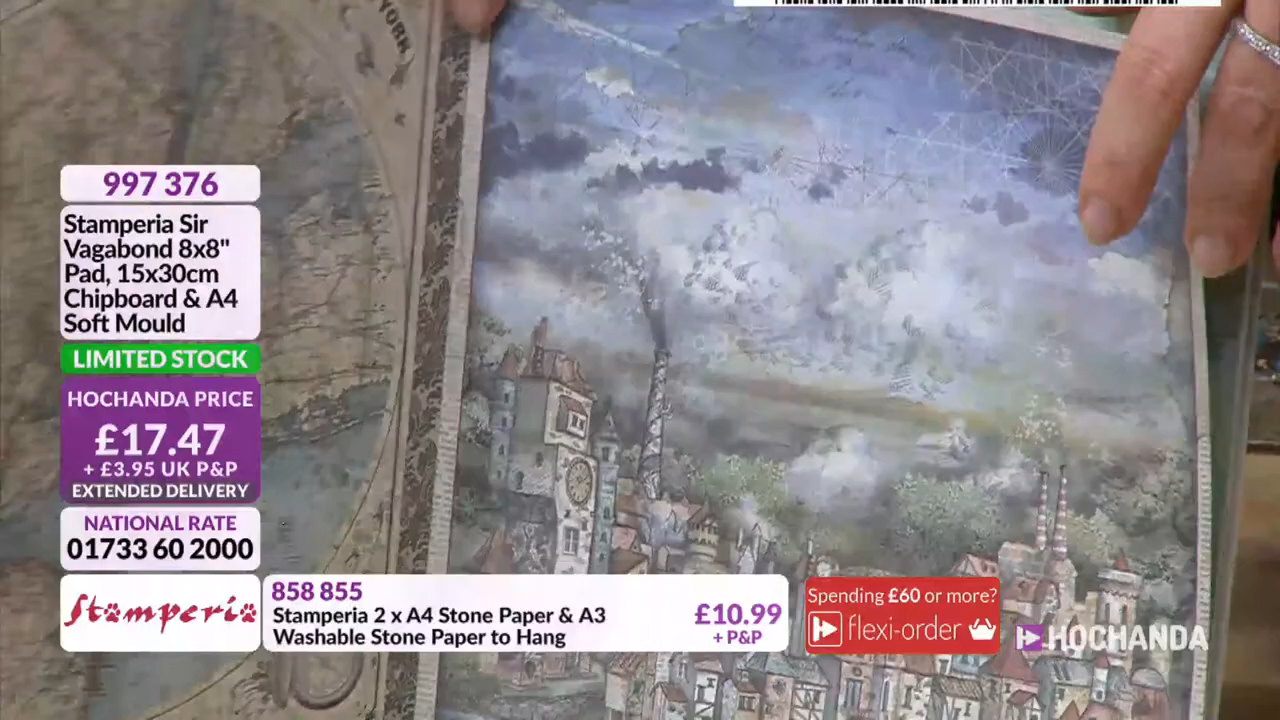 YORK
997 376
Stamperia Sir
Vagabond 8x8"
Pad, 15x30cm
Chipboard & A4
Soft Mould
LIMITED STOCK
HOCHANDA PRICE
£17.47
+ £3.95 UK P&P
EXTENDED DELIVERY
NATIONAL RATE
01733 60 2000
Stamperia
858 855
Stamperia 2 x A4 Stone Paper & A3
Washable Stone Paper to Hang
£10.99
+ P&P
Spending £60 or more?
flexi-order
HOCHANDA